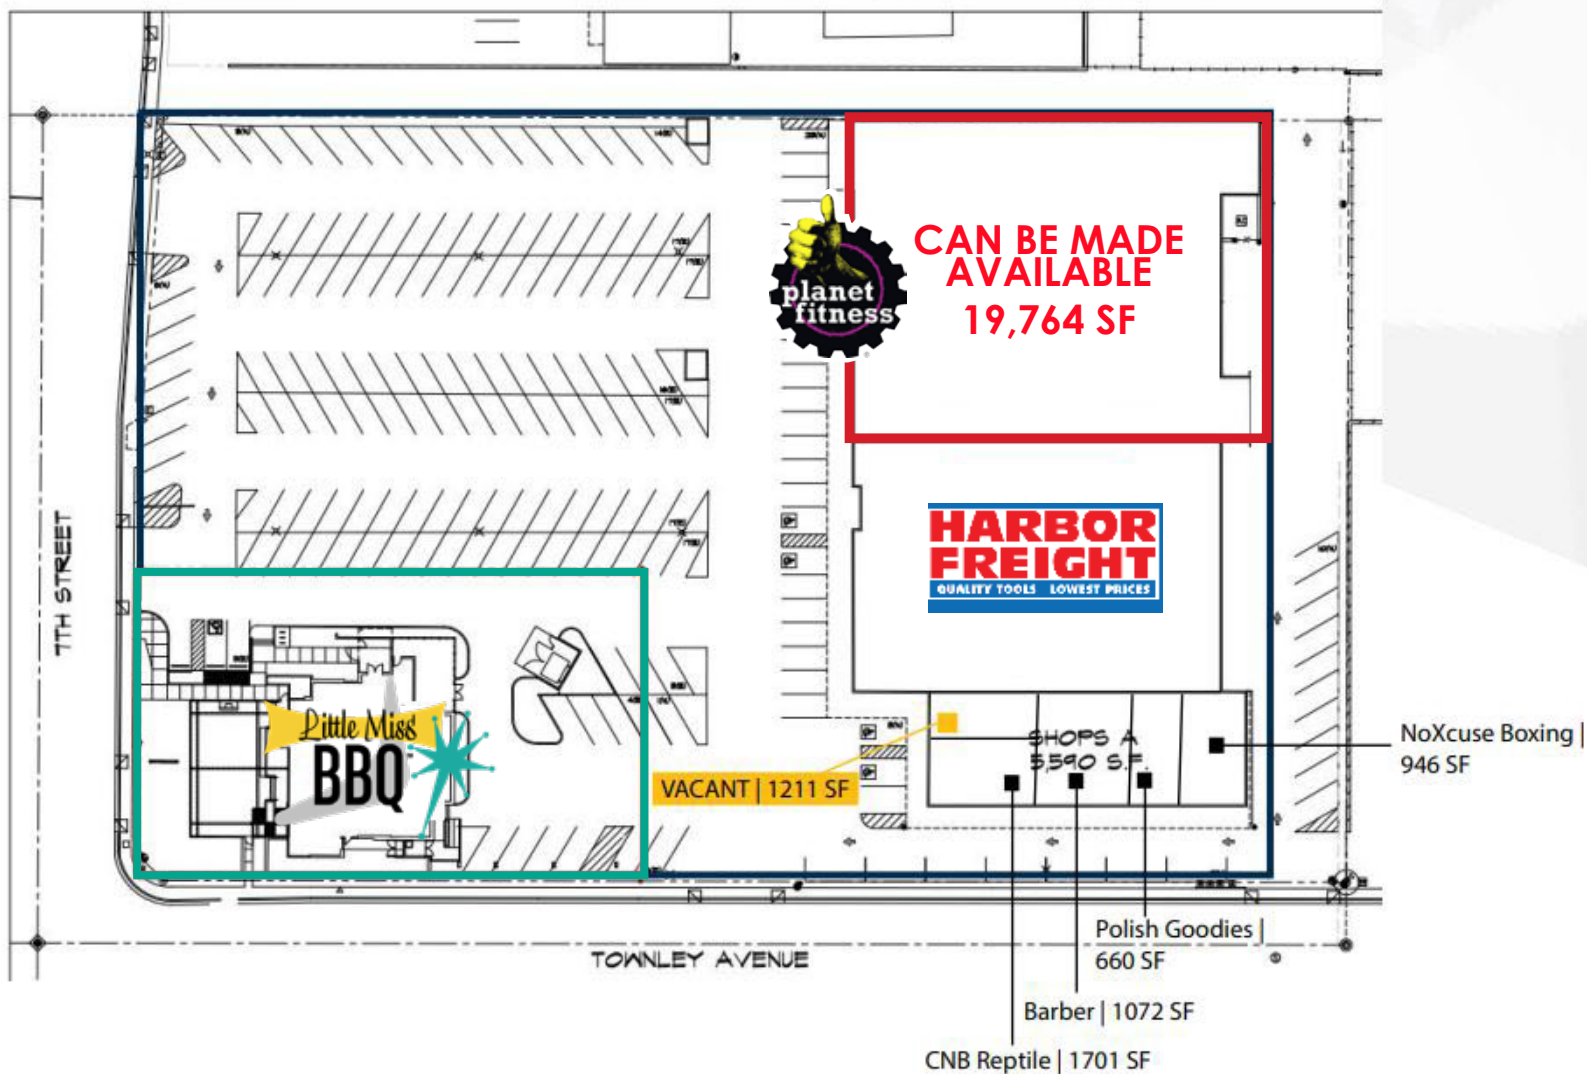 CAN BE MADE
AVAILABLE
19,764 SF
planet
fitness
HARBOR
FREIGHT
QUALITY TOOLS LOWEST PRICES
7TH STREET
Little Miss
BBQ
VACANT | 1211 SF
SHOPS A
5,590 S.F.
NoXcuse Boxing |
946 SF
Polish Goodies |
660 SF
TOWNLEY AVENUE
Barber | 1072 SF
CNB Reptile | 1701 SF